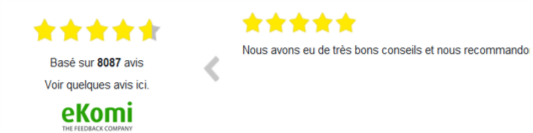 Basé sur 8087 avis
Voir quelques avis ici.
eKomi
THE FEEDBACK COMPANY
Nous avons eu de très bons conseils et nous recommando